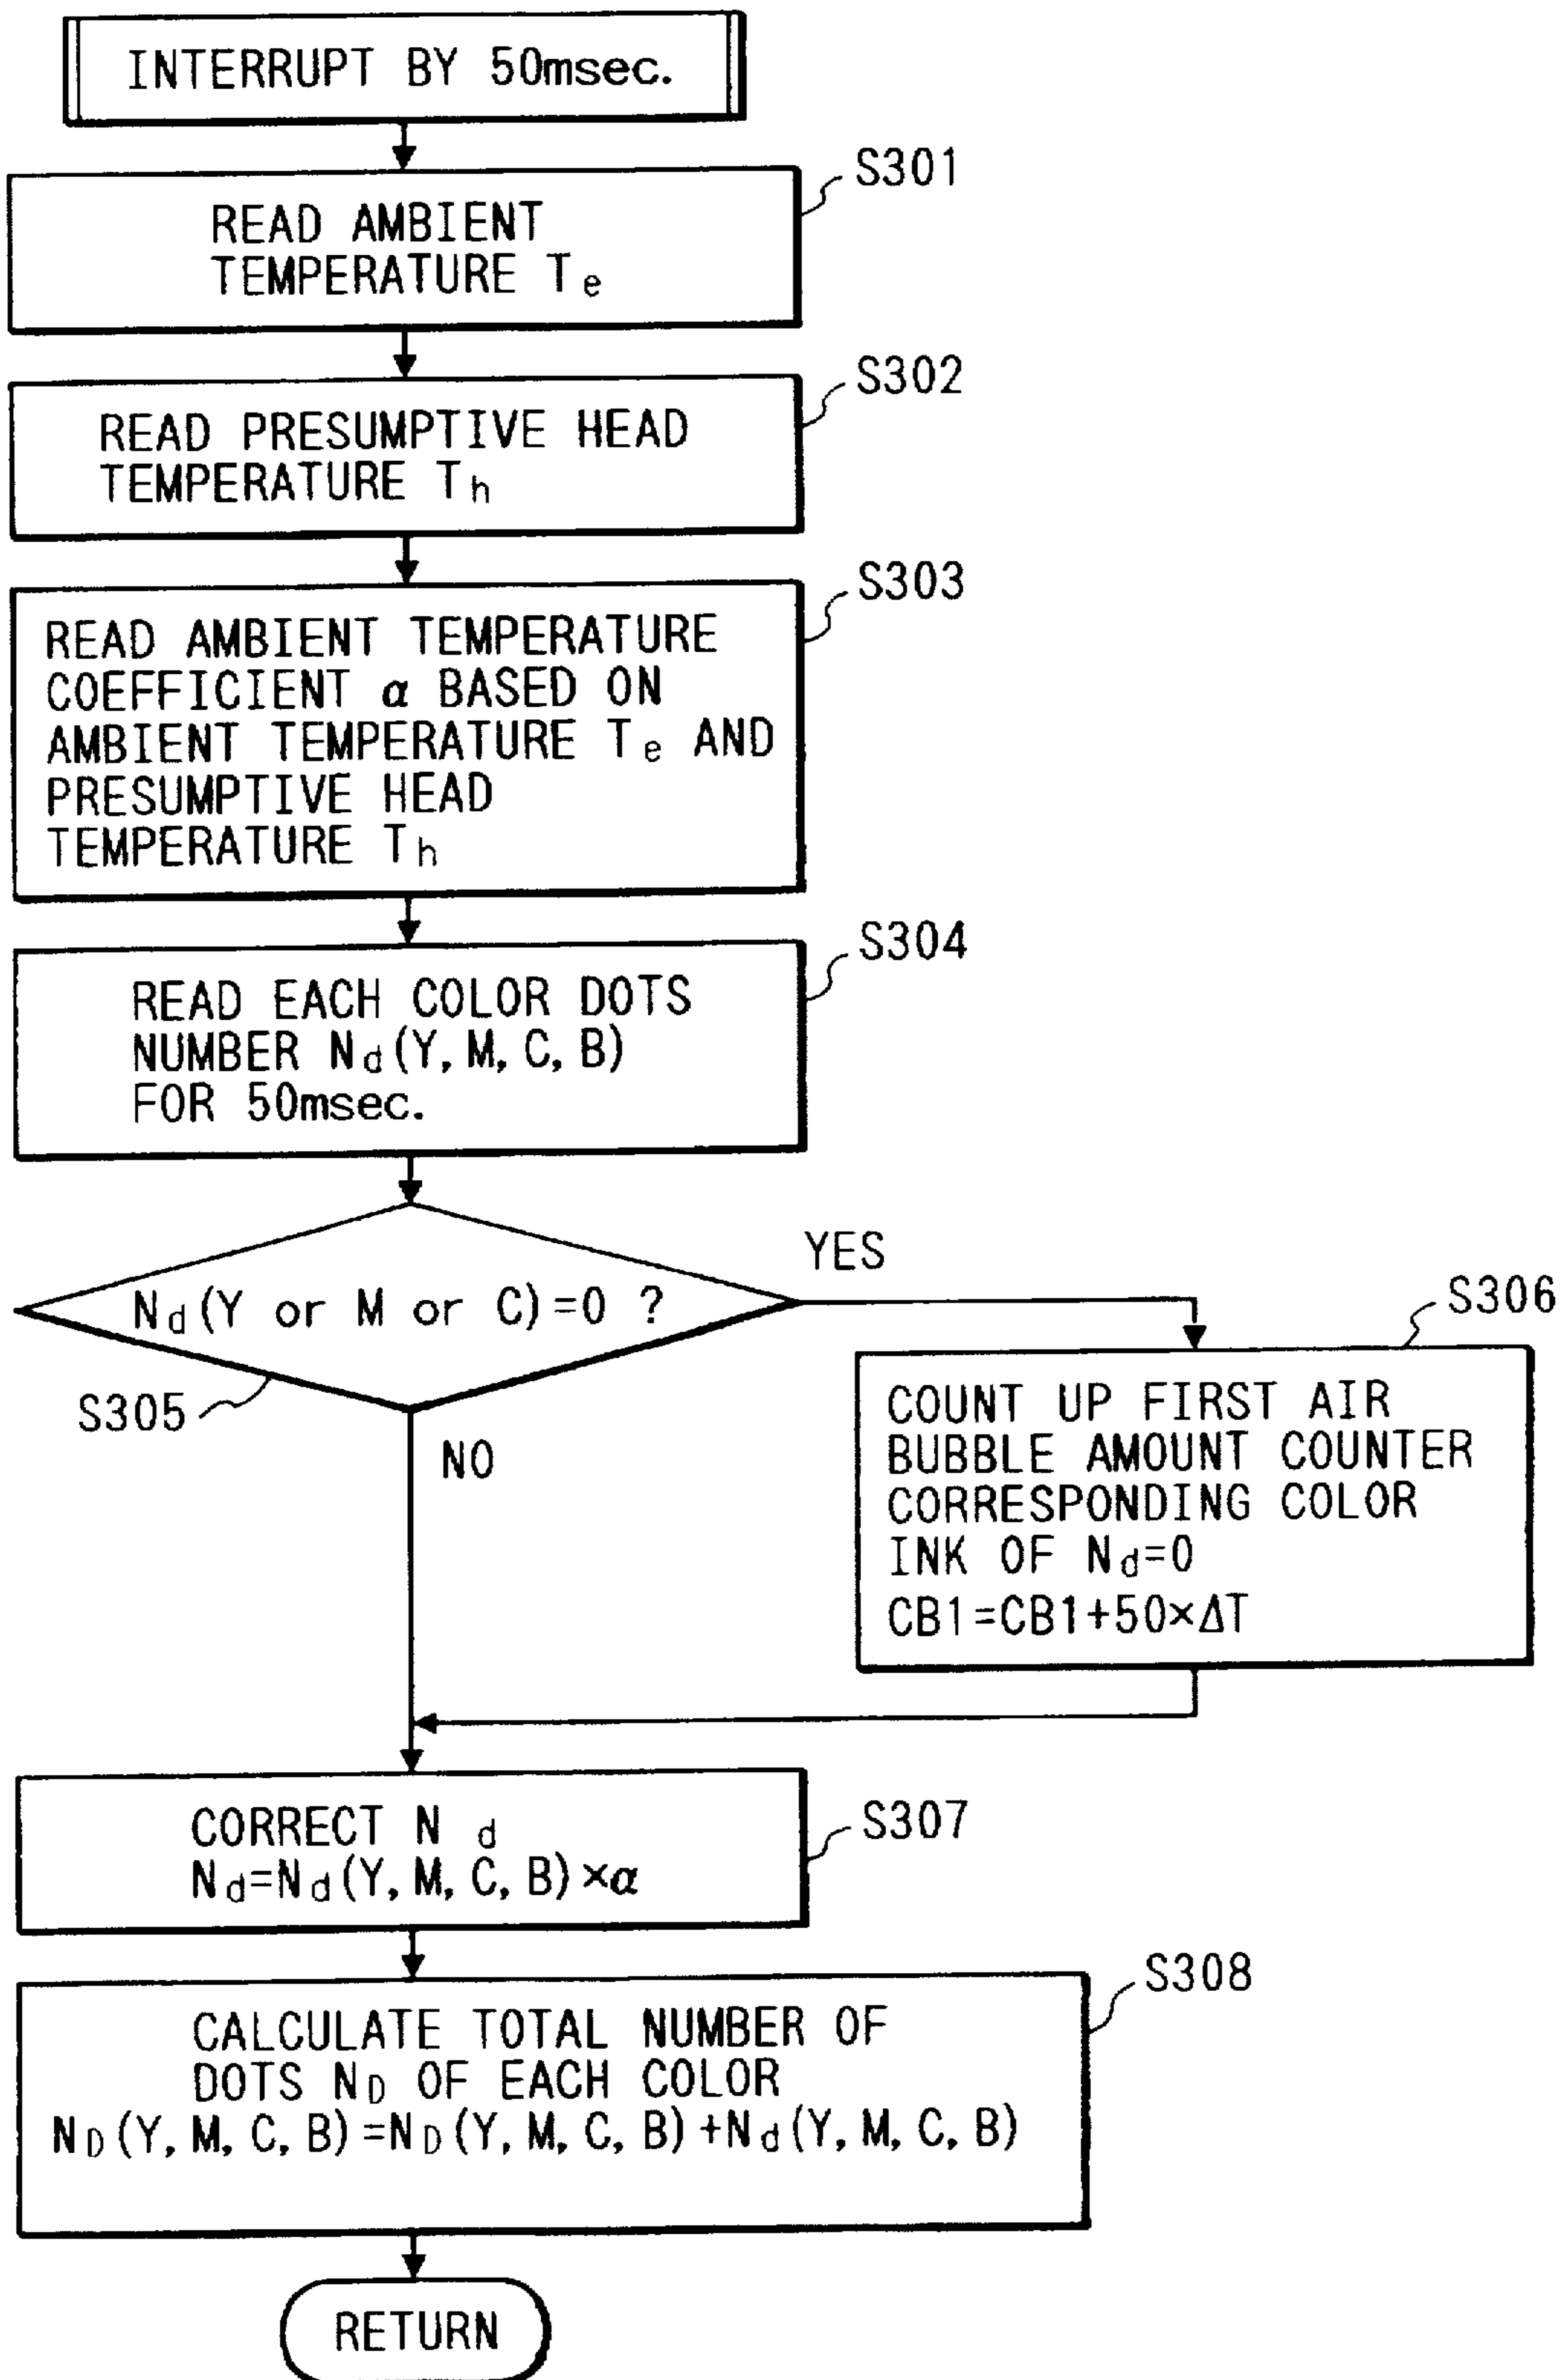 INTERRUPT BY 50msec.
S301
READ AMBIENT
TEMPERATURE Te
S302
READ PRESUMPTIVE HEAD
TEMPERATURE Th
S303
READ AMBIENT TEMPERATURE
COEFFICIENT α BASED ON
AMBIENT TEMPERATURE Te AND
PRESUMPTIVE HEAD
TEMPERATURE Th
S304
READ EACH COLOR DOTS
NUMBER Nd(Y, M, C, B)
FOR 50msec.
YES
Nd(Y or M or C)=0 ?
S305
NO
S306
COUNT UP FIRST AIR
BUBBLE AMOUNT COUNTER
CORRESPONDING COLOR
INK OF Nd=0
CB1=CB1+50×ΔT
CORRECT N d
Nd=Nd(Y, M, C, B)×α
S307
S308
CALCULATE TOTAL NUMBER OF
DOTS ND OF EACH COLOR
ND(Y, M, C, B)=ND(Y, M, C, B)+Nd(Y, M, C, B)
RETURN